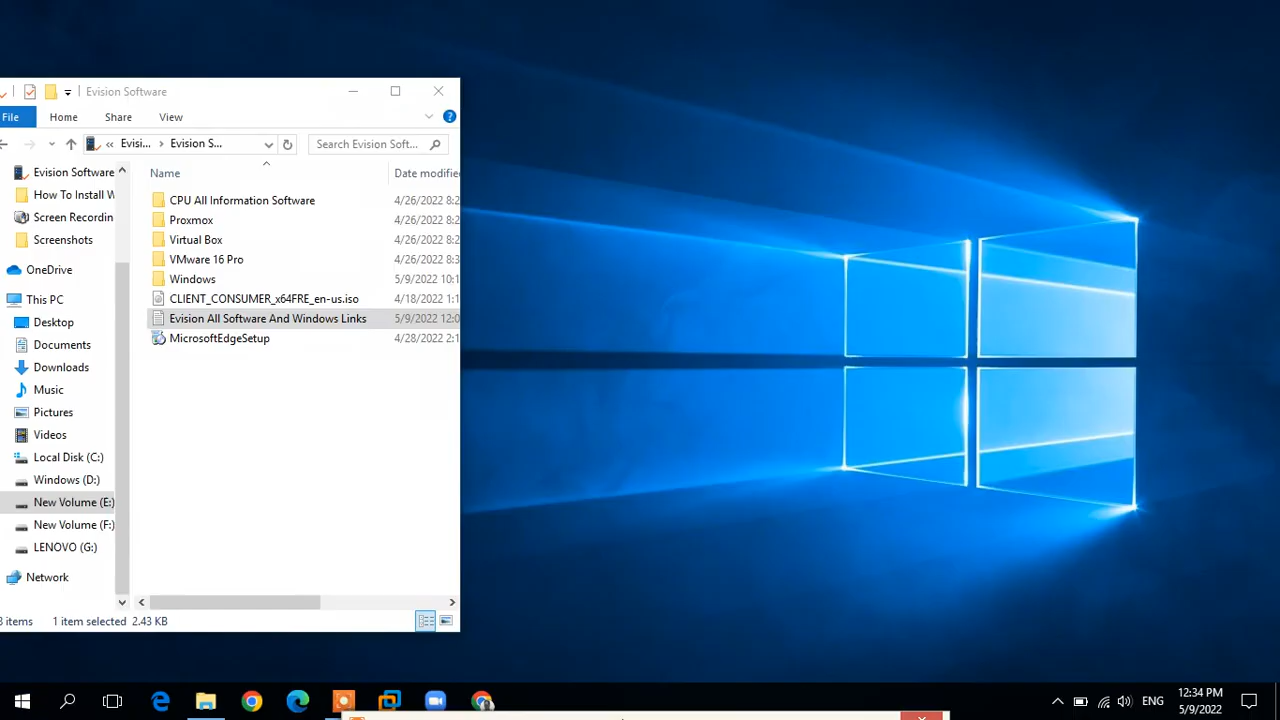 Evision Software
File Home Share View
Evisi... Evision S... Search Evision Soft...
Name Date modified
Evision Software
How To Install W
Screen Recordin
Screenshots
OneDrive
This PC
Desktop
Documents
Downloads
Music
Pictures
Videos
Local Disk (C:)
Windows (D:)
New Volume (E:)
New Volume (F:)
LENOVO (G:)
Network
CPU All Information Software 4/26/2022 8:2
Proxmox 4/26/2022 8:2
Virtual Box 4/26/2022 8:2
VMware 16 Pro 4/26/2022 8:3
Windows 5/9/2022 10:1
CLIENT_CONSUMER_x64FRE_en-us.iso 4/18/2022 1:1
Evision All Software And Windows Links 5/9/2022 12:0
MicrosoftEdgeSetup 4/28/2022 2:1
8 items 1 item selected 2.43 KB
ENG
12:34 PM
5/9/2022